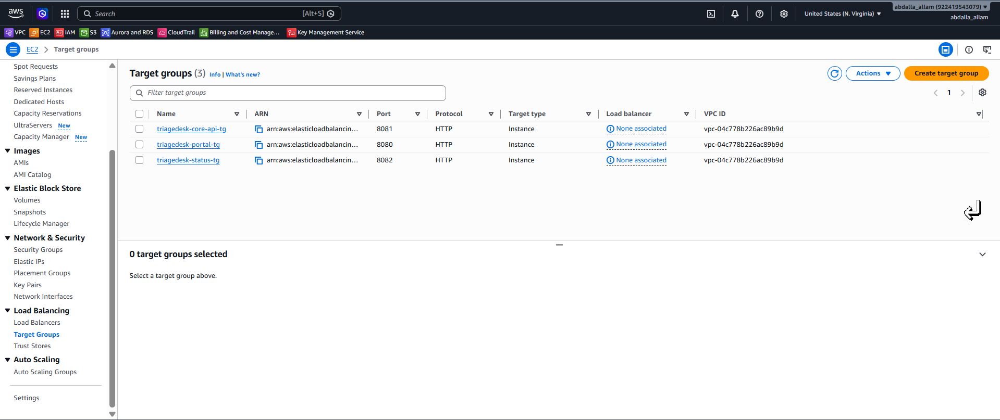 aws
Search [Alt+S]
United States (N. Virginia)
abdalla_allam (922419543079)
abdalla_allam
VPC EC2 IAM S3 Aurora and RDS CloudTrail Billing and Cost Manage... Key Management Service
EC2 Target groups
Spot Requests
Savings Plans
Reserved Instances
Dedicated Hosts
Capacity Reservations
UltraServers New
Capacity Manager New
Images
AMIs
AMI Catalog
Elastic Block Store
Volumes
Snapshots
Lifecycle Manager
Network & Security
Security Groups
Elastic IPs
Placement Groups
Key Pairs
Network Interfaces
Load Balancing
Load Balancers
Target Groups
Trust Stores
Auto Scaling
Auto Scaling Groups
Settings
Target groups (3) Info | What's new?
Actions
Create target group
Filter target groups
1
Name ARN Port Protocol Target type Load balancer VPC ID
triagedesk-core-api-tg arn:aws:elasticloadbalancin... 8081 HTTP Instance None associated vpc-04c778b226ac89b9d
triagedesk-portal-tg arn:aws:elasticloadbalancin... 8080 HTTP Instance None associated vpc-04c778b226ac89b9d
triagedesk-status-tg arn:aws:elasticloadbalancin... 8082 HTTP Instance None associated vpc-04c778b226ac89b9d
0 target groups selected
Select a target group above.